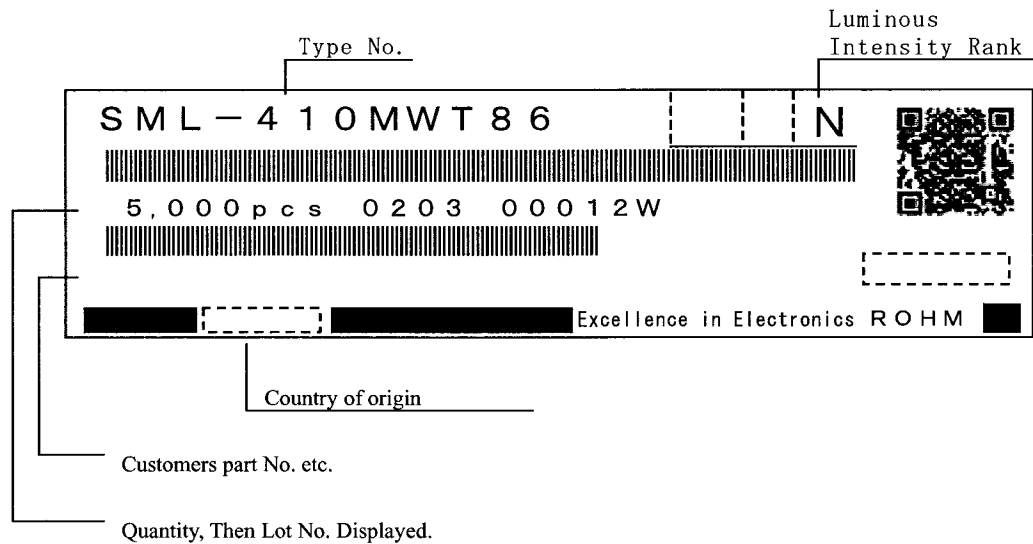 Luminous
Type No. Intensity Rank
SML-410MWT86 N
5,000pcs 0203 00012W
Excellence in Electronics ROHM
Country of origin
Customers part No. etc.
Quantity, Then Lot No. Displayed.